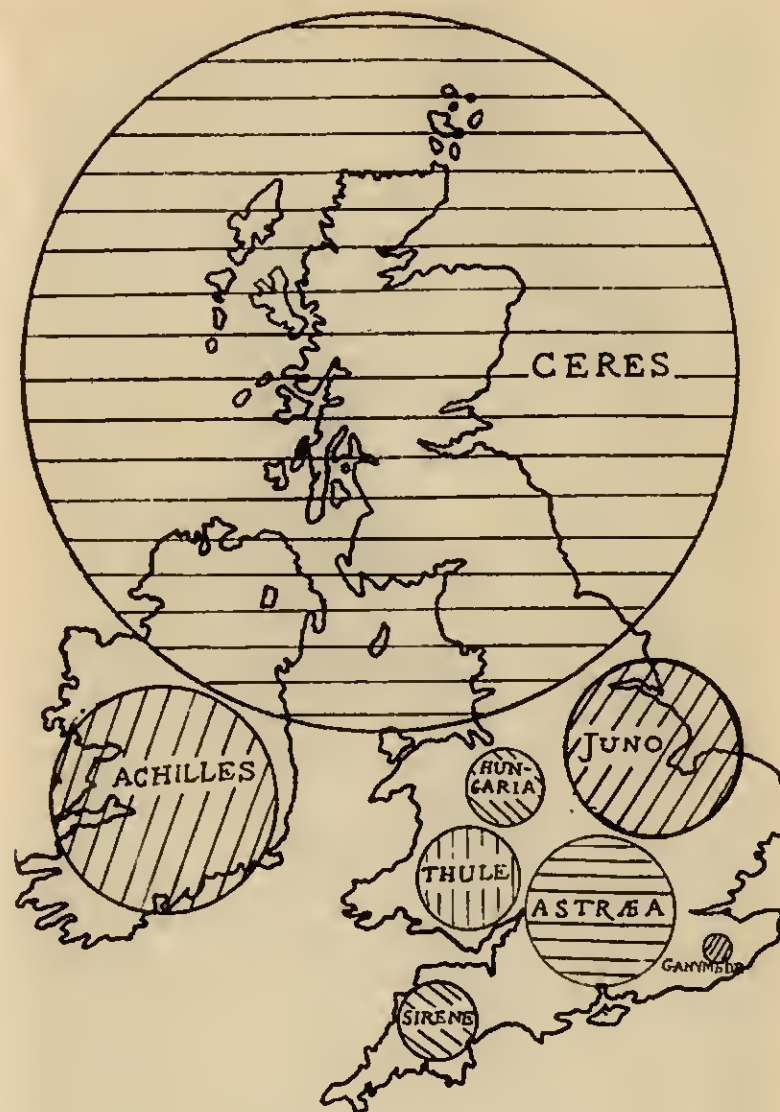 CERES
JUNO
ACHILLES
HUN-
GARIA
THULE
ASTRÆA
GANYMEDE
SIRENE